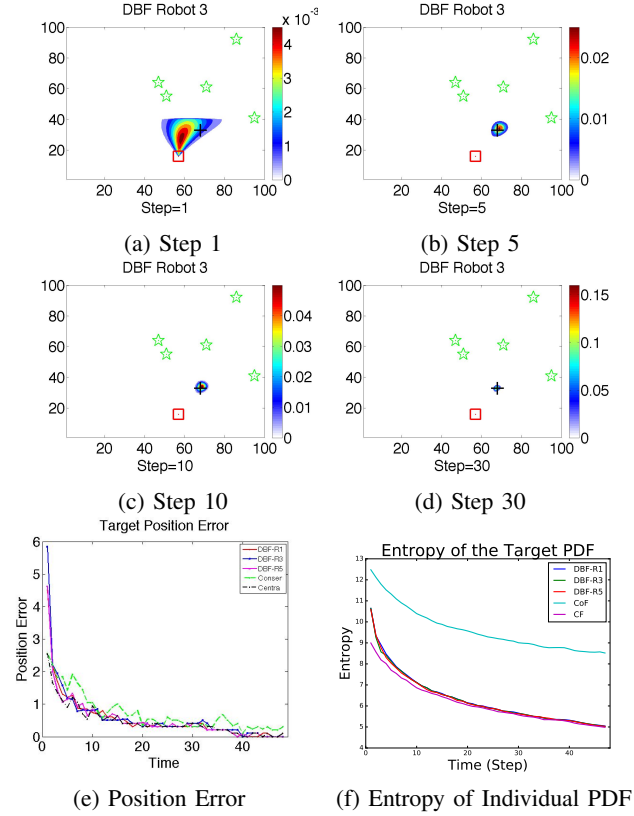 DBF Robot 3
x 10⁻³
100
80
60
40
20
4
3
2
1
0
20 40 60 80 100
Step=1
(a) Step 1
DBF Robot 3
100
80
60
40
20
0.02
0.01
0
20 40 60 80 100
Step=5
(b) Step 5
DBF Robot 3
100
80
60
40
20
0.04
0.03
0.02
0.01
0
20 40 60 80 100
Step=10
(c) Step 10
DBF Robot 3
100
80
60
40
20
0.15
0.1
0.05
0
20 40 60 80 100
Step=30
(d) Step 30
Target Position Error
Position Error
6
5
4
3
2
1
0
DBF-R1
DBF-R3
DBF-R5
Conser
Centra
0 10 20 30 40
Time
(e) Position Error
Entropy of the Target PDF
Entropy
13
12
11
10
9
8
7
6
5
4
DBF-R1
DBF-R3
DBF-R5
CoF
CF
0 10 20 30 40
Time (Step)
(f) Entropy of Individual PDF